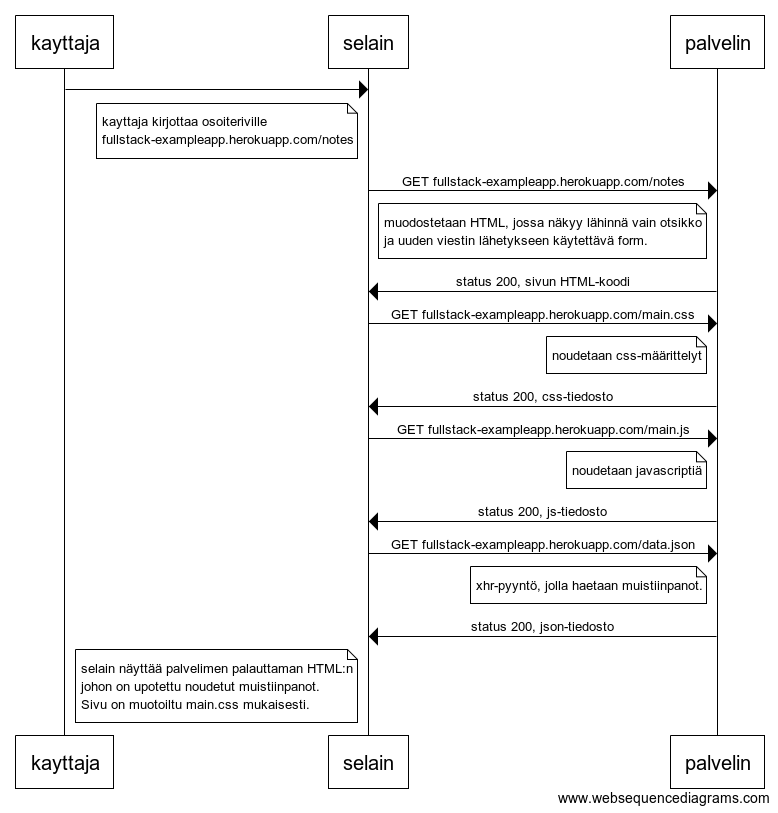 kayttaja
selain
palvelin
kayttaja kirjottaa osoiteriville
fullstack-exampleapp.herokuapp.com/notes
GET fullstack-exampleapp.herokuapp.com/notes
muodostetaan HTML, jossa näkyy lähinnä vain otsikko
ja uuden viestin lähetykseen käytettävä form.
status 200, sivun HTML-koodi
GET fullstack-exampleapp.herokuapp.com/main.css
noudetaan css-määrittelyt
status 200, css-tiedosto
GET fullstack-exampleapp.herokuapp.com/main.js
noudetaan javascriptiä
status 200, js-tiedosto
GET fullstack-exampleapp.herokuapp.com/data.json
xhr-pyyntö, jolla haetaan muistiinpanot.
status 200, json-tiedosto
selain näyttää palvelimen palauttaman HTML:n
johon on upotettu noudetut muistiinpanot.
Sivu on muotoiltu main.css mukaisesti.
kayttaja
selain
palvelin
www.websequencediagrams.com